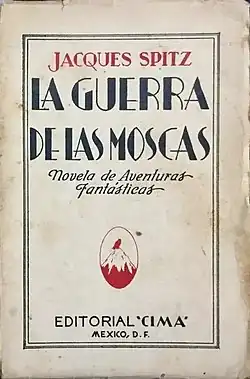 JACQUES SPITZ
LA GUERRA
DE LAS MOSCAS
Novela de Aventuras
Fantásticas
EDITORIAL "CIMA"
MEXICO, D. F.